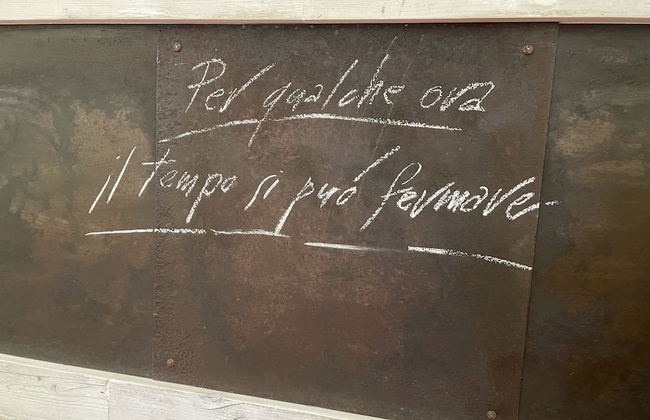 Per qualche ora
il tempo si può fermare